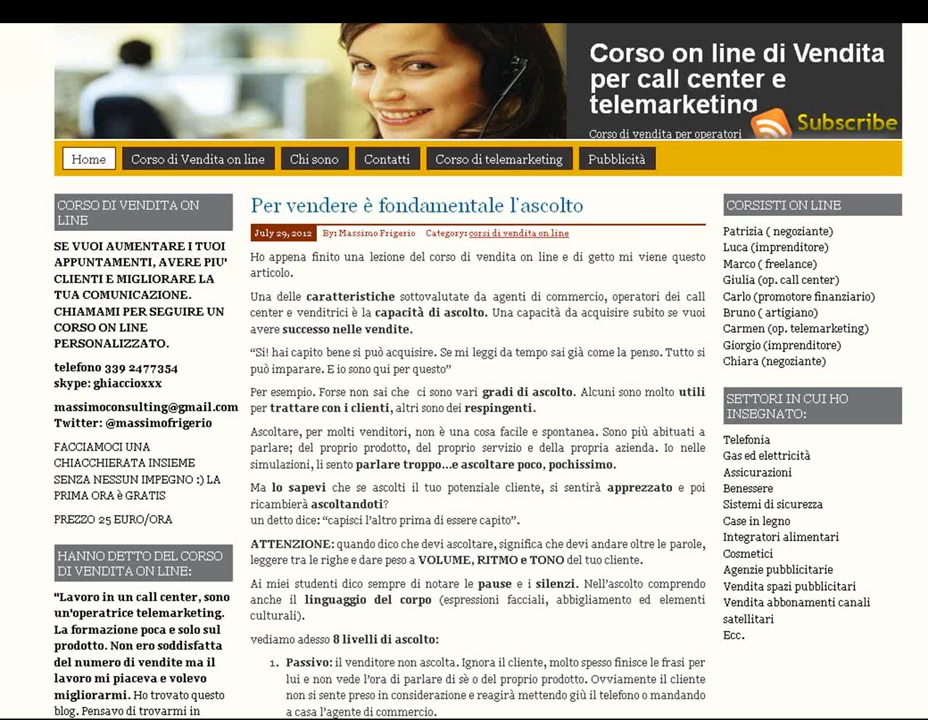 Corso on line di Vendita
per call center e
telemarketing
Corso di vendita per operatori
Subscribe
Home
Corso di Vendita on line
Chi sono
Contatti
Corso di telemarketing
Pubblicità
CORSO DI VENDITA ON
LINE
SE VUOI AUMENTARE I TUOI
APPUNTAMENTI, AVERE PIU'
CLIENTI E MIGLIORARE LA
TUA COMUNICAZIONE.
CHIAMAMI PER SEGUIRE UN
CORSO ON LINE
PERSONALIZZATO.
telefono 339 2477354
skype: ghiaccioxxx
massimoconsulting@gmail.com
Twitter: @massimofrigerio
FACCIAMOCI UNA
CHIACCHIERATA INSIEME
SENZA NESSUN IMPEGNO :) LA
PRIMA ORA è GRATIS
PREZZO 25 EURO/ORA
HANNO DETTO DEL CORSO
DI VENDITA ON LINE:
"Lavoro in un call center, sono
un'operatrice telemarketing.
La formazione poca e solo sul
prodotto. Non ero soddisfatta
del numero di vendite ma il
lavoro mi piaceva e volevo
migliorarmi. Ho trovato questo
blog. Pensavo di trovarmi in
Per vendere è fondamentale l'ascolto
July 29, 2012 By: Massimo Frigerio Category: corsi di vendita on line
Ho appena finito una lezione del corso di vendita on line e di getto mi viene questo
articolo.
Una delle caratteristiche sottovalutate da agenti di commercio, operatori dei call
center e venditrici è la capacità di ascolto. Una capacità da acquisire subito se vuoi
avere successo nelle vendite.
“Si! hai capito bene si può acquisire. Se mi leggi da tempo sai già come la penso. Tutto si
può imparare. E io sono qui per questo”
Per esempio. Forse non sai che ci sono vari gradi di ascolto. Alcuni sono molto utili
per trattare con i clienti, altri sono dei respingenti.
Ascoltare, per molti venditori, non è una cosa facile e spontanea. Sono più abituati a
parlare; del proprio prodotto, del proprio servizio e della propria azienda. Io nelle
simulazioni, li sento parlare troppo...e ascoltare poco, pochissimo.
Ma lo sapevi che se ascolti il tuo potenziale cliente, si sentirà apprezzato e poi
ricambierà ascoltandoti?
un detto dice: “capisci l'altro prima di essere capito”.
ATTENZIONE: quando dico che devi ascoltare, significa che devi andare oltre le parole,
leggere tra le righe e dare peso a VOLUME, RITMO e TONO del tuo cliente.
Ai miei studenti dico sempre di notare le pause e i silenzi. Nell'ascolto comprendo
anche il linguaggio del corpo (espressioni facciali, abbigliamento ed elementi
culturali).
vediamo adesso 8 livelli di ascolto:
1. Passivo: il venditore non ascolta. Ignora il cliente, molto spesso finisce le frasi per
lui e non vede l'ora di parlare di sè o del proprio prodotto. Ovviamente il cliente
non si sente preso in considerazione e reagirà mettendo giù il telefono o mandando
a casa l'agente di commercio.
CORSISTI ON LINE
Patrizia ( negoziante)
Luca (imprenditore)
Marco ( freelance)
Giulia (op. call center)
Carlo (promotore finanziario)
Bruno ( artigiano)
Carmen (op. telemarketing)
Giorgio (imprenditore)
Chiara (negoziante)
SETTORI IN CUI HO
INSEGNATO:
Telefonia
Gas ed elettricità
Assicurazioni
Benessere
Sistemi di sicurezza
Case in legno
Integratori alimentari
Cosmetici
Agenzie pubblicitarie
Vendita spazi pubblicitari
Vendita abbonamenti canali
satellitari
Ecc.